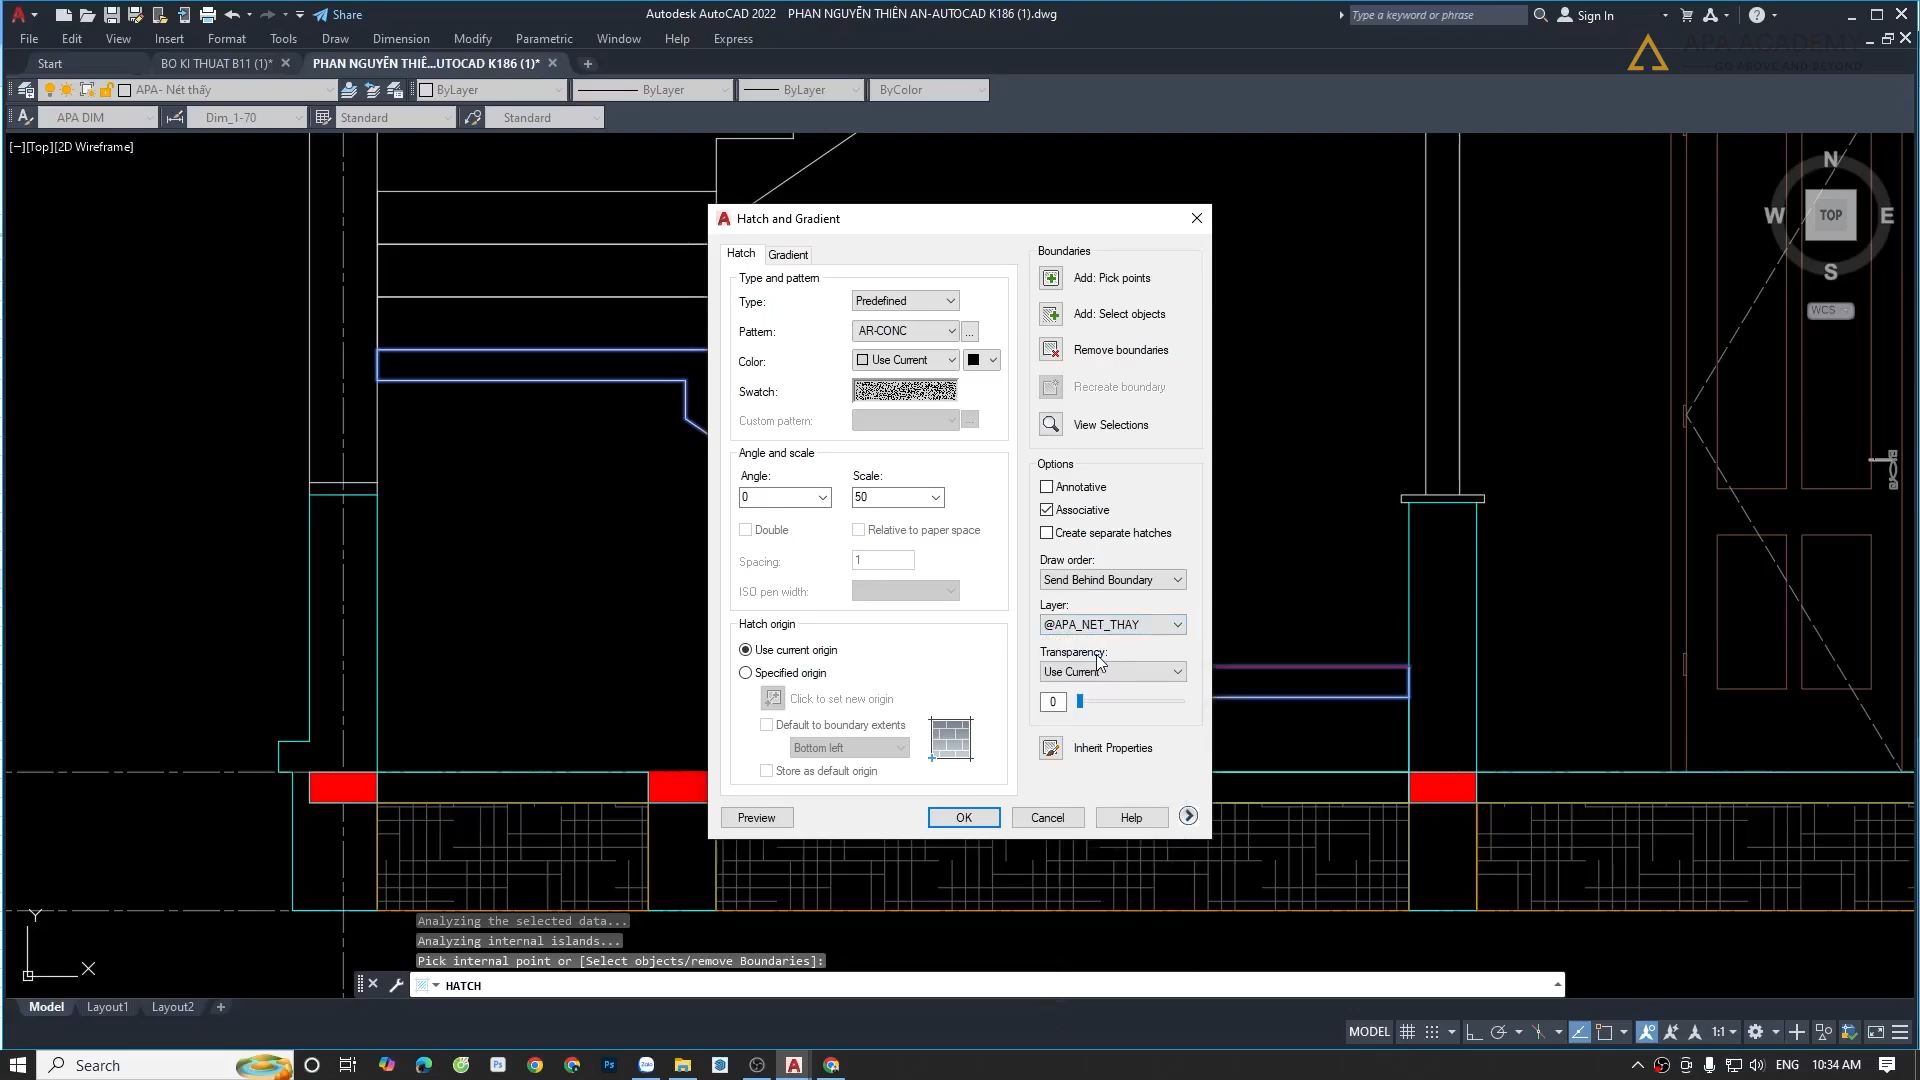 Share
Autodesk AutoCAD 2022 PHAN NGUYỄN THIÊN AN-AUTOCAD K186 (1).dwg
Type a keyword or phrase
Sign In
File Edit View Insert Format Tools Draw Dimension Modify Parametric Window Help Express
APA ACADEMY
GO ABOVE AND BEYOND
Start
BO KI THUAT B11 (1)*
PHAN NGUYỄN THIÊ...UTOCAD K186 (1)*
APA- Nét thấy
ByLayer
ByLayer
ByLayer
ByColor
APA DIM
Dim_1-70
Standard
Standard
[−][Top][2D Wireframe]
N
W
TOP
E
S
WCS
Hatch and Gradient
Hatch
Gradient
Type and pattern
Type:
Predefined
Pattern:
AR-CONC
...
Color:
Use Current
Swatch:
Custom pattern:
...
Angle and scale
Angle:
Scale:
0
50
Double
Relative to paper space
Spacing:
1
ISO pen width:
Hatch origin
Use current origin
Specified origin
Click to set new origin
Default to boundary extents
Bottom left
Store as default origin
Boundaries
Add: Pick points
Add: Select objects
Remove boundaries
Recreate boundary
View Selections
Options
Annotative
Associative
Create separate hatches
Draw order:
Send Behind Boundary
Layer:
@APA_NET_THAY
Transparency:
Use Current
0
Inherit Properties
Preview
OK
Cancel
Help
Analyzing the selected data...
Analyzing internal islands...
Pick internal point or [Select objects/remove Boundaries]:
HATCH
Y
X
Model
Layout1
Layout2
MODEL
1:1
Search
ENG
10:34 AM